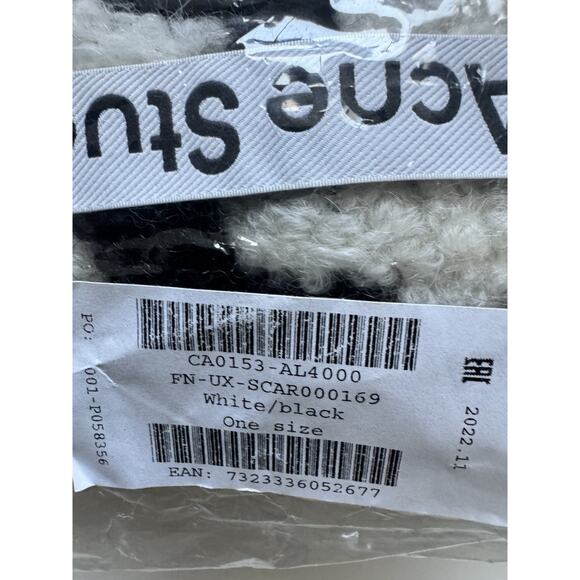 Acne Stu
CA0153-AL4000
FN-UX-SCAR000169
White/black
One size
EAN: 7323336052677
PO: 001-P058356
EAC 2022.11